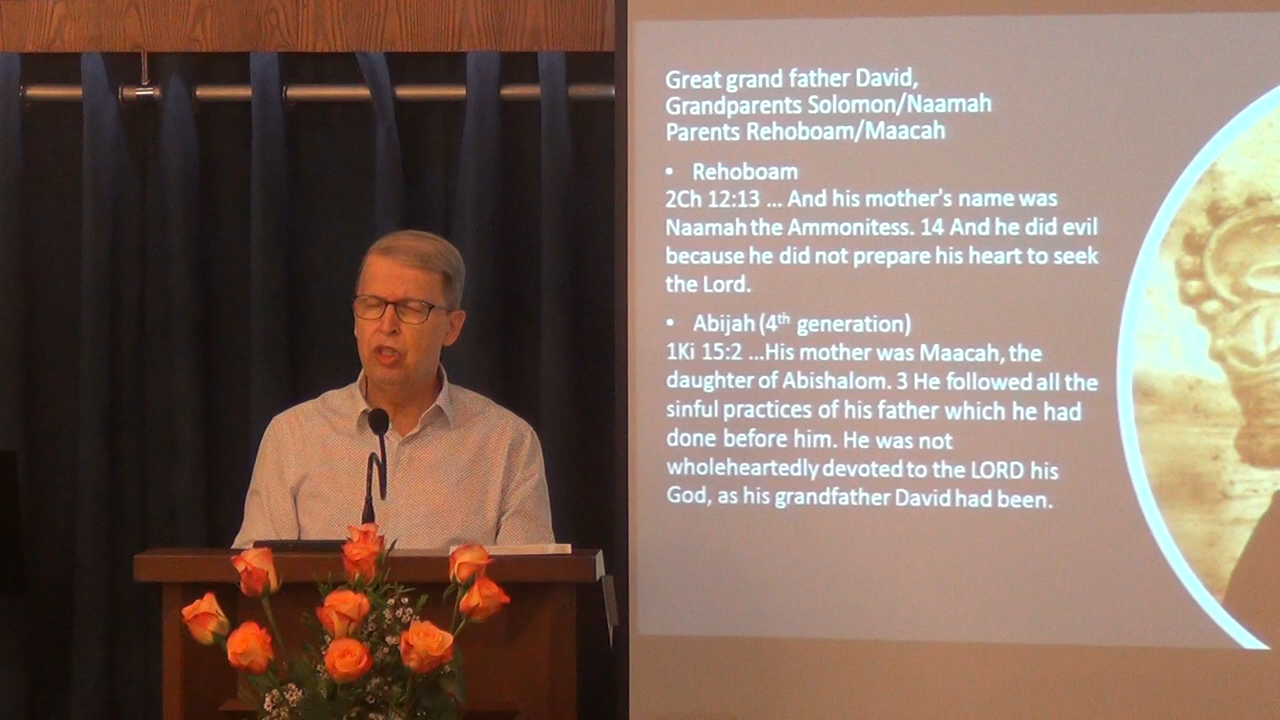 Great grand father David,
Grandparents Solomon/Naamah
Parents Rehoboam/Maacah
• Rehoboam
2Ch 12:13 ... And his mother's name was
Naamah the Ammonitess. 14 And he did evil
because he did not prepare his heart to seek
the Lord.
• Abijah (4th generation)
1Ki 15:2 ...His mother was Maacah, the
daughter of Abishalom. 3 He followed all the
sinful practices of his father which he had
done before him. He was not
wholeheartedly devoted to the LORD his
God, as his grandfather David had been.